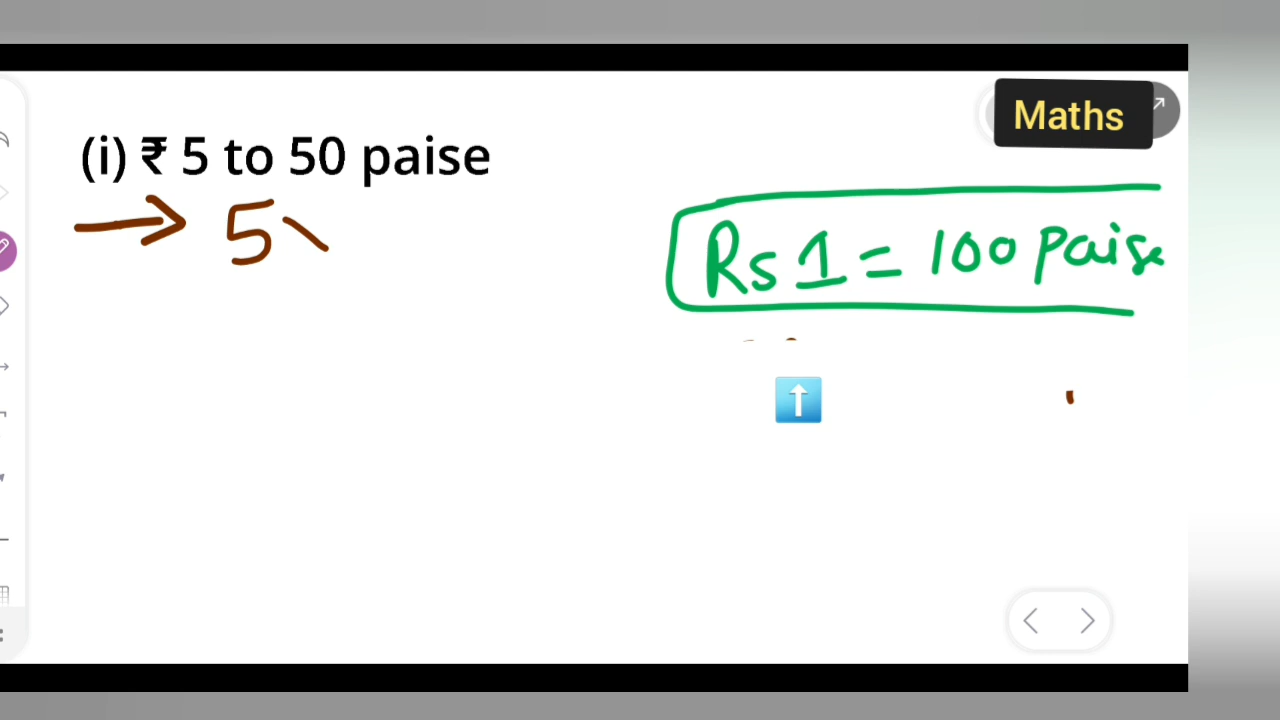 Maths
(i) ₹ 5 to 50 paise
→ 5
Rs 1 = 100 paise